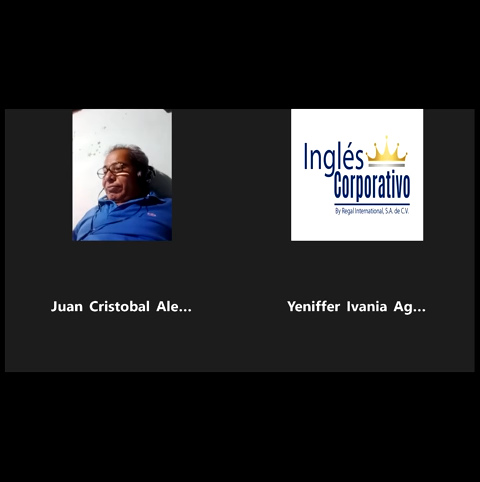 Inglés
Corporativo
By Regal International, S.A. de C.V.
Juan Cristobal Ale...
Yeniffer Ivania Ag...